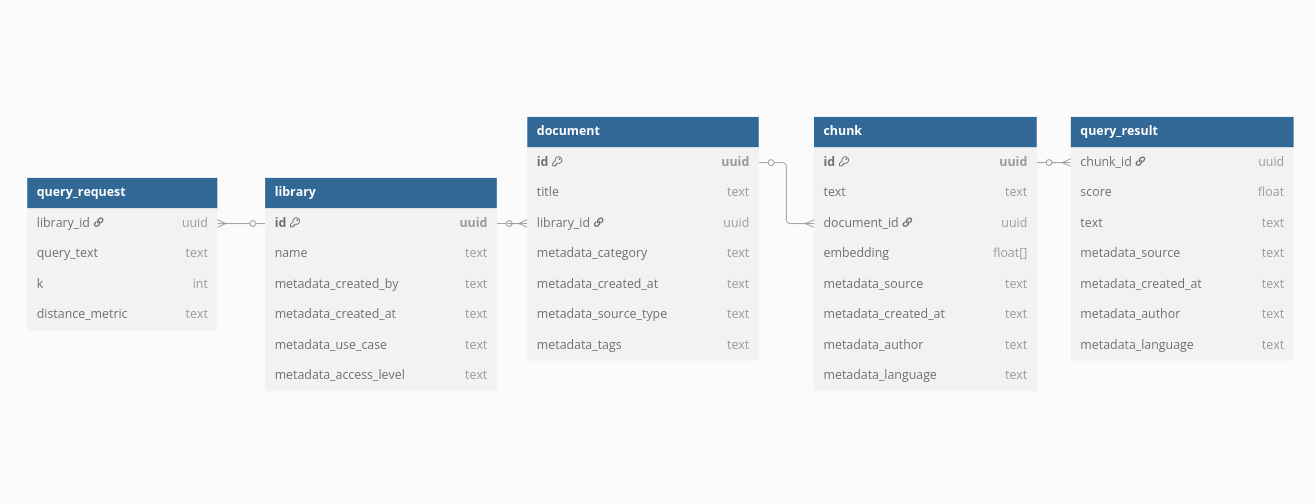 query_request
library_id uuid
query_text text
k int
distance_metric text
library
id uuid
name text
metadata_created_by text
metadata_created_at text
metadata_use_case text
metadata_access_level text
document
id uuid
title text
library_id uuid
metadata_category text
metadata_created_at text
metadata_source_type text
metadata_tags text
chunk
id uuid
text text
document_id uuid
embedding float[]
metadata_source text
metadata_created_at text
metadata_author text
metadata_language text
query_result
chunk_id uuid
score float
text text
metadata_source text
metadata_created_at text
metadata_author text
metadata_language text